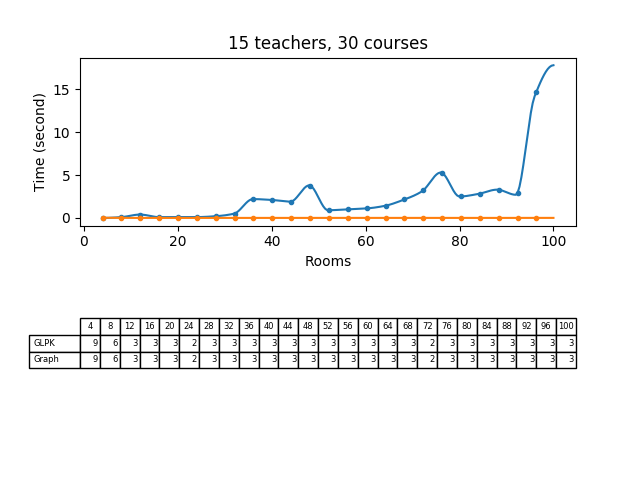 15 teachers, 30 courses
Time (second)
15
10
5
0
0 20 40 60 80 100
Rooms
4 8 12 16 20 24 28 32 36 40 44 48 52 56 60 64 68 72 76 80 84 88 92 96 100
GLPK 9 6 3 3 3 2 3 3 3 3 3 3 3 3 3 3 3 2 3 3 3 3 3 3 3
Graph 9 6 3 3 3 2 3 3 3 3 3 3 3 3 3 3 3 2 3 3 3 3 3 3 3